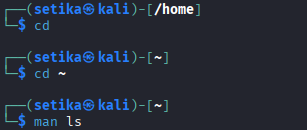 ┌──(setika㉿kali)-[/home]
└─$ cd
┌──(setika㉿kali)-[~]
└─$ cd ~
┌──(setika㉿kali)-[~]
└─$ man ls